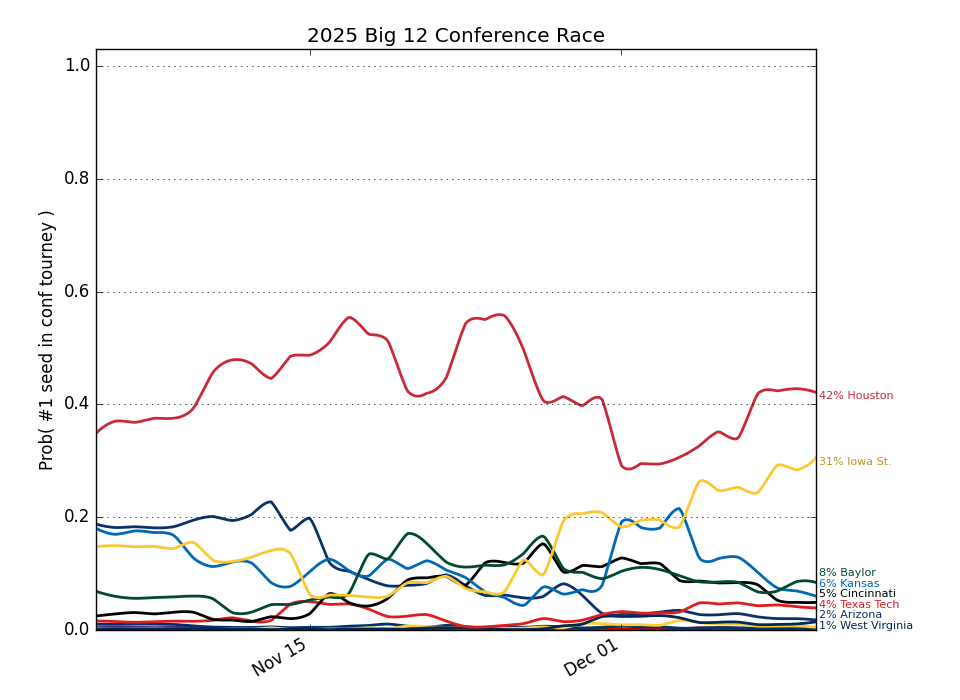 2025 Big 12 Conference Race
Prob( #1 seed in conf tourney )
1.0
0.8
0.6
0.4
0.2
0.0
Nov 15
Dec 01
42% Houston
31% Iowa St.
8% Baylor
6% Kansas
5% Cincinnati
4% Texas Tech
2% Arizona
1% West Virginia